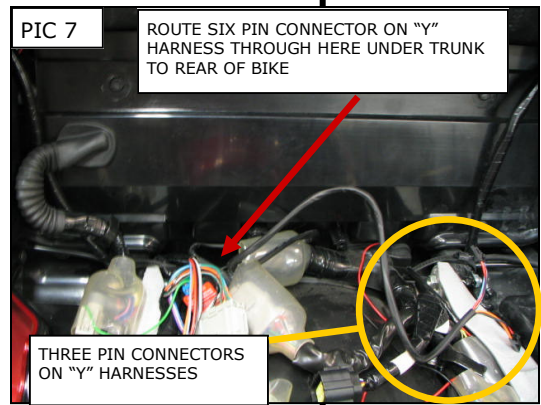 PIC 7
ROUTE SIX PIN CONNECTOR ON “Y”
HARNESS THROUGH HERE UNDER TRUNK
TO REAR OF BIKE
THREE PIN CONNECTORS
ON “Y” HARNESSES